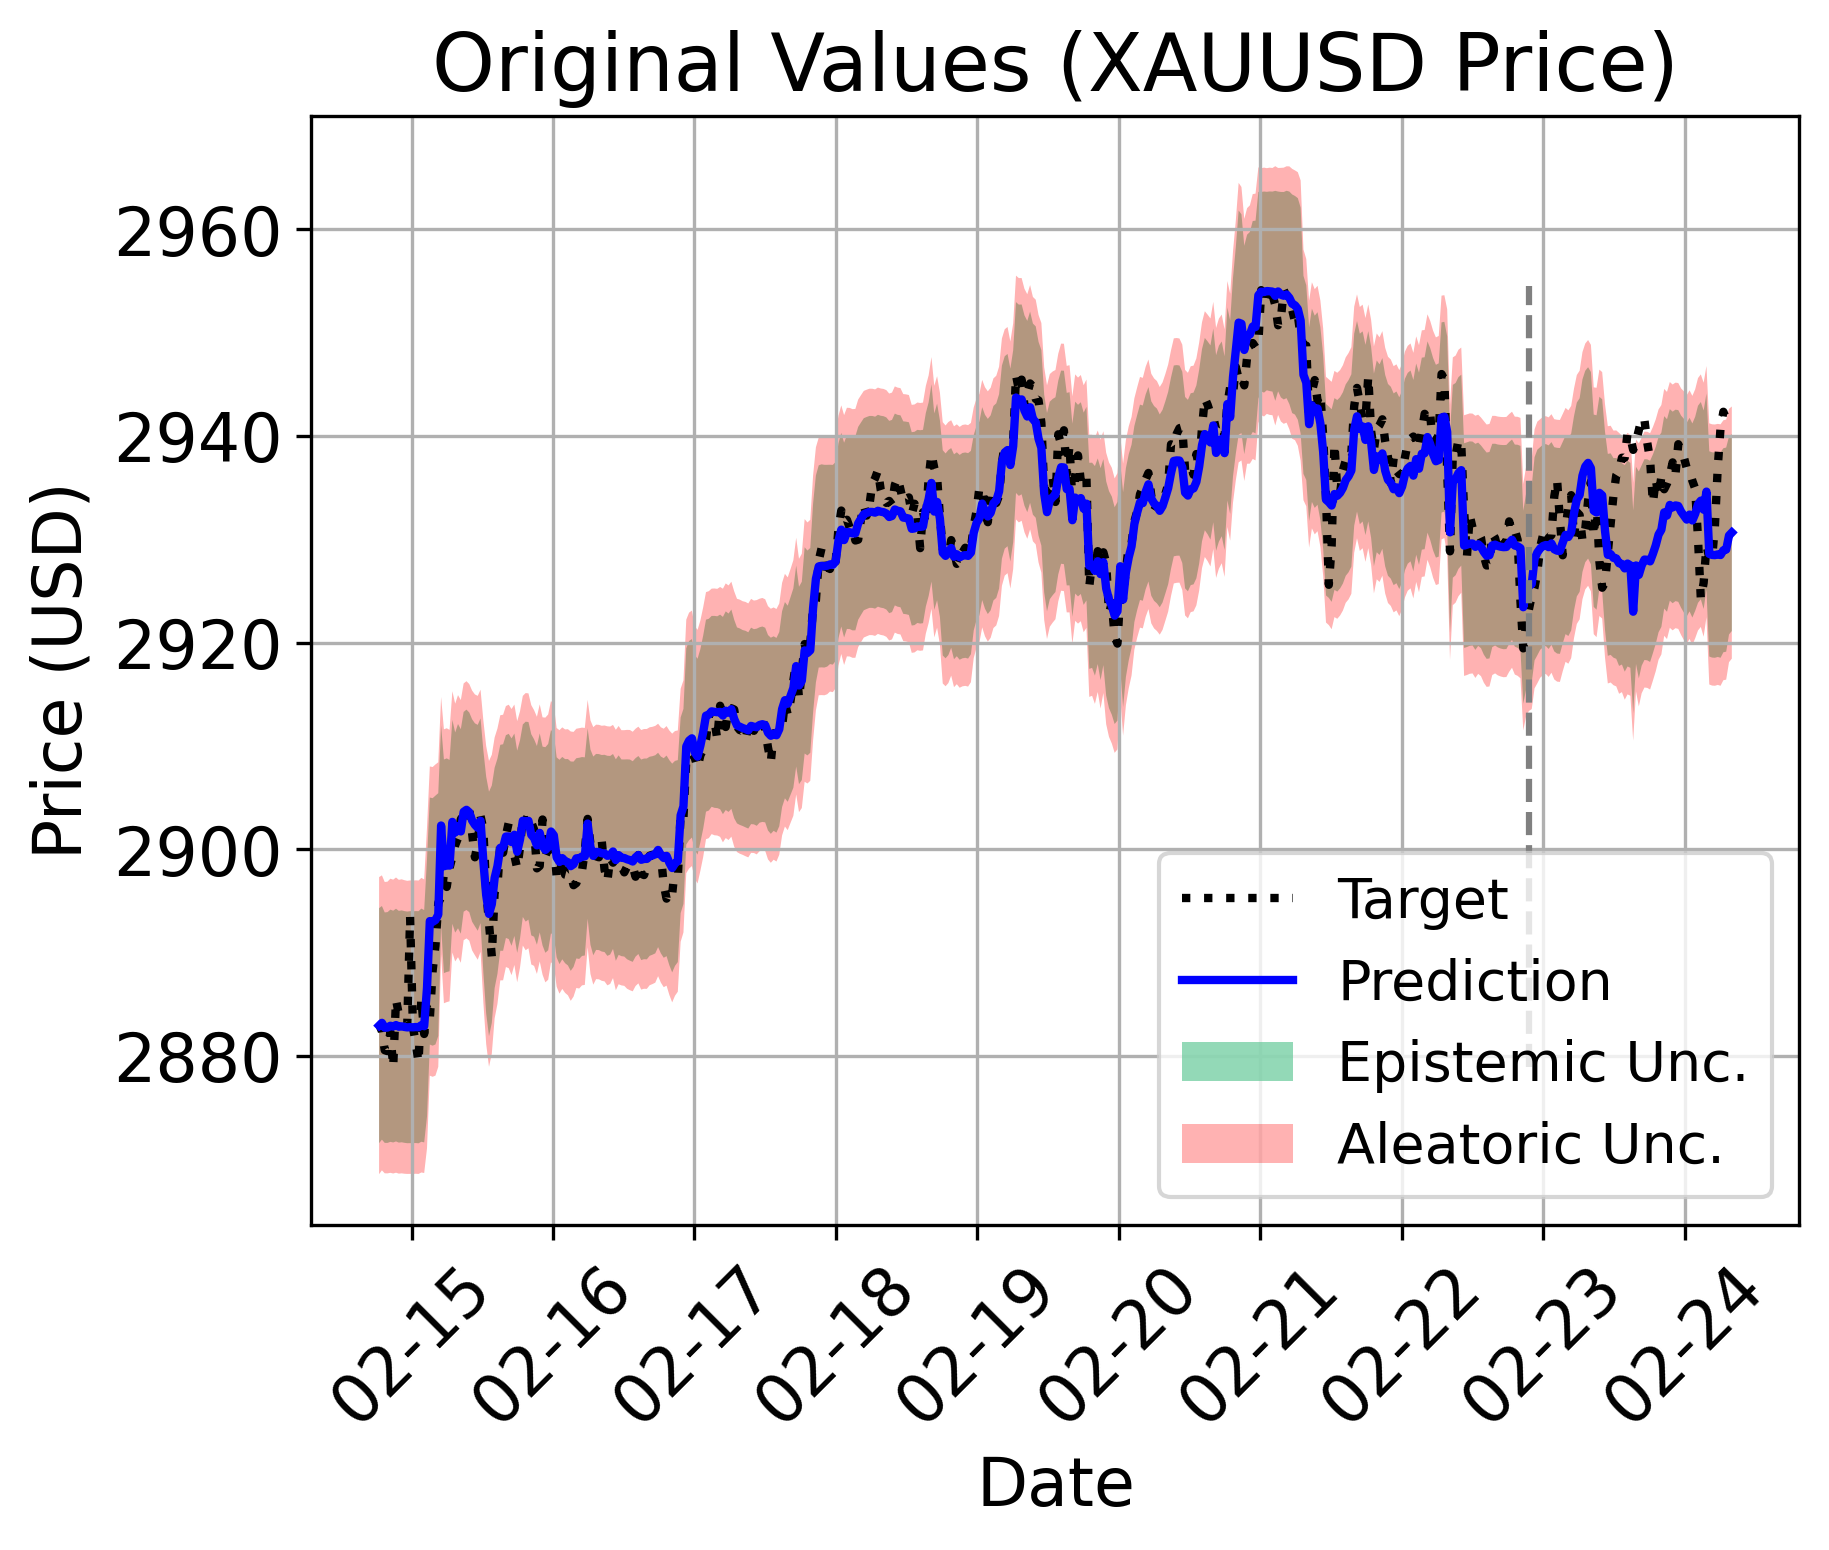 Original Values (XAUUSD Price)
Price (USD)
2960
2940
2920
2900
2880
Target
Prediction
Epistemic Unc.
Aleatoric Unc.
02-15
02-16
02-17
02-18
02-19
02-20
02-21
02-22
02-23
02-24
Date